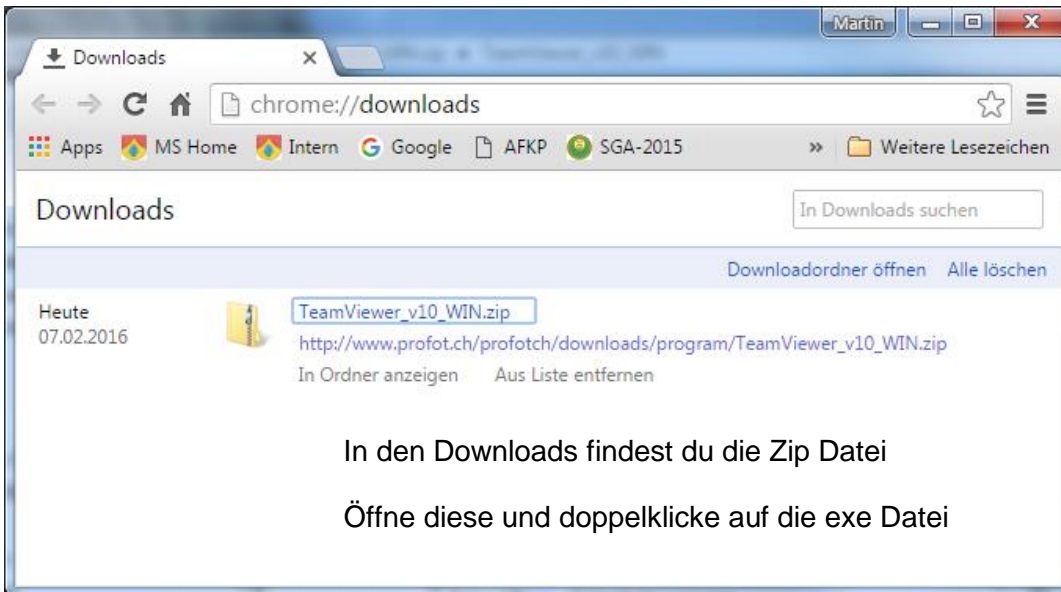 Martin
Downloads
chrome://downloads
Apps MS Home Intern Google AFKP SGA-2015 » Weitere Lesezeichen
Downloads In Downloads suchen
Downloadordner öffnen Alle löschen
Heute TeamViewer_v10_WIN.zip
07.02.2016 http://www.profot.ch/profotch/downloads/program/TeamViewer_v10_WIN.zip
In Ordner anzeigen Aus Liste entfernen
In den Downloads findest du die Zip Datei
Öffne diese und doppelklicke auf die exe Datei